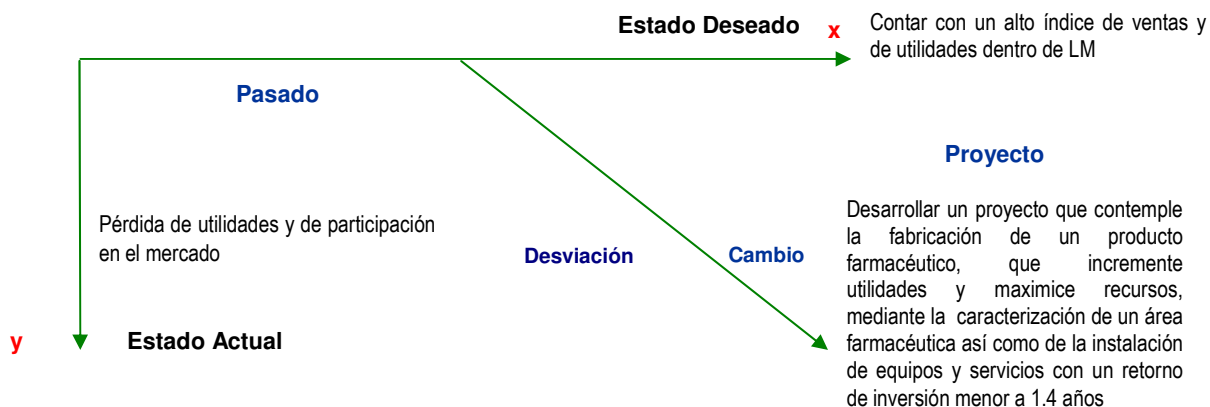 Estado Deseado x
Contar con un alto índice de ventas y
de utilidades dentro de LM
Pasado
Proyecto
Pérdida de utilidades y de participación
en el mercado
Desviación
Cambio
Desarrollar un proyecto que contemple
la fabricación de un producto
farmacéutico, que incremente
utilidades y maximice recursos,
mediante la caracterización de un área
farmacéutica así como de la instalación
de equipos y servicios con un retorno
de inversión menor a 1.4 años
y Estado Actual